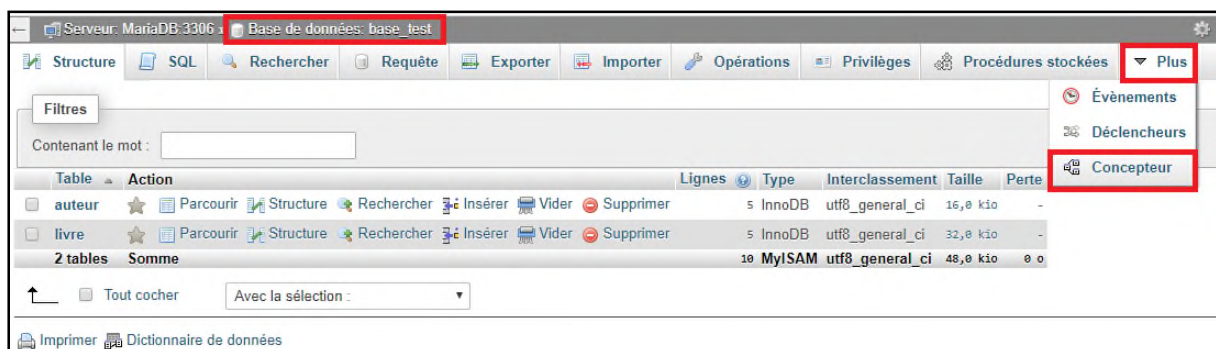 Serveur: MariaDB:3306 » Base de données: base_test
Structure SQL Rechercher Requête Exporter Importer Opérations Privilèges Procédures stockées Plus
Évènements
Déclencheurs
Concepteur
Filtres
Contenant le mot :
Table Action Lignes Type Interclassement Taille Perte
auteur Parcourir Structure Rechercher Insérer Vider Supprimer 5 InnoDB utf8_general_ci 16,0 kio -
livre Parcourir Structure Rechercher Insérer Vider Supprimer 5 InnoDB utf8_general_ci 32,0 kio -
2 tables Somme 10 MyISAM utf8_general_ci 48,0 kio 0 o
Tout cocher Avec la sélection :
Imprimer Dictionnaire de données